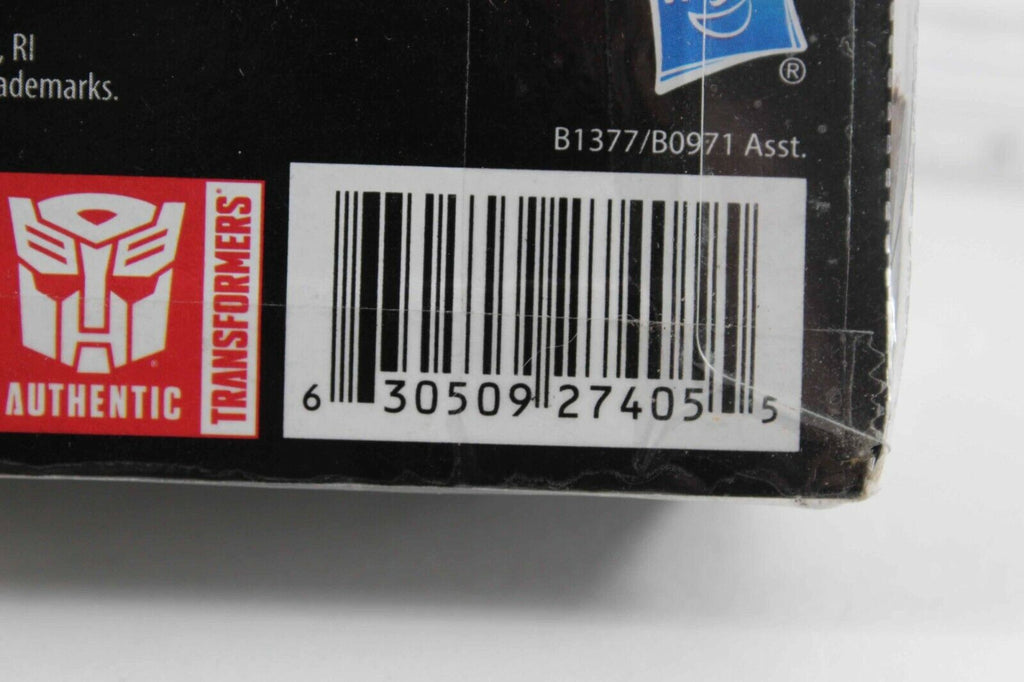 , RI
ademarks.
®
B1377/B0971 Asst.
AUTHENTIC
TRANSFORMERS
6 30509 27405 5